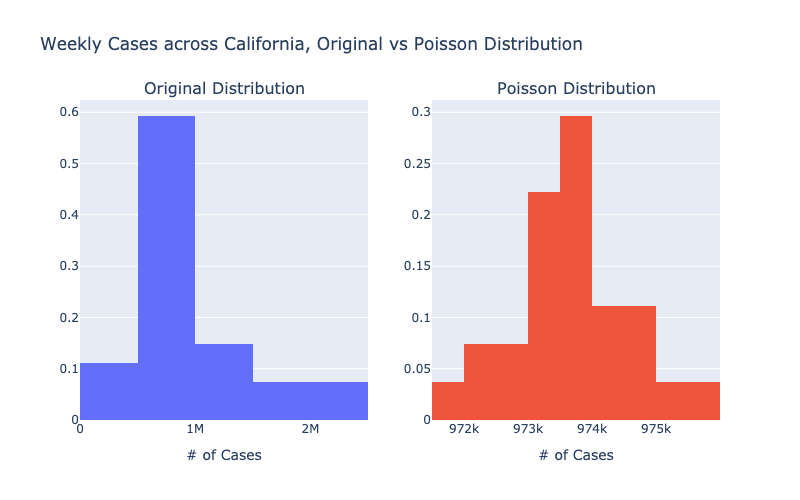 Weekly Cases across California, Original vs Poisson Distribution
Original Distribution
0.6
0.5
0.4
0.3
0.2
0.1
0
0 1M 2M
# of Cases
Poisson Distribution
0.3
0.25
0.2
0.15
0.1
0.05
0
972k 973k 974k 975k
# of Cases